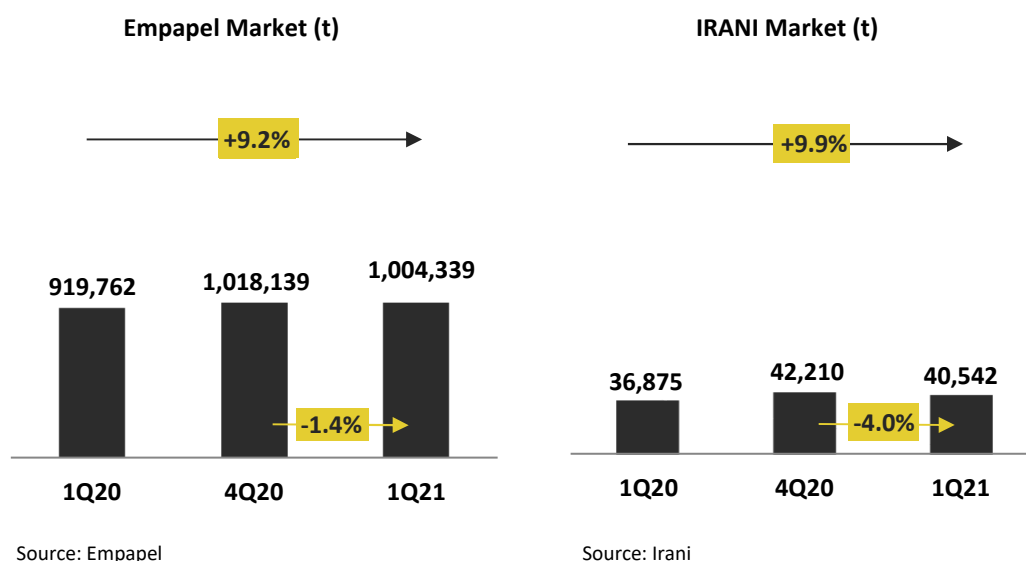 Empapel Market (t)
+9.2%
919,762
1,018,139
1,004,339
-1.4%
1Q20
4Q20
1Q21
Source: Empapel
IRANI Market (t)
+9.9%
36,875
42,210
40,542
-4.0%
1Q20
4Q20
1Q21
Source: Irani